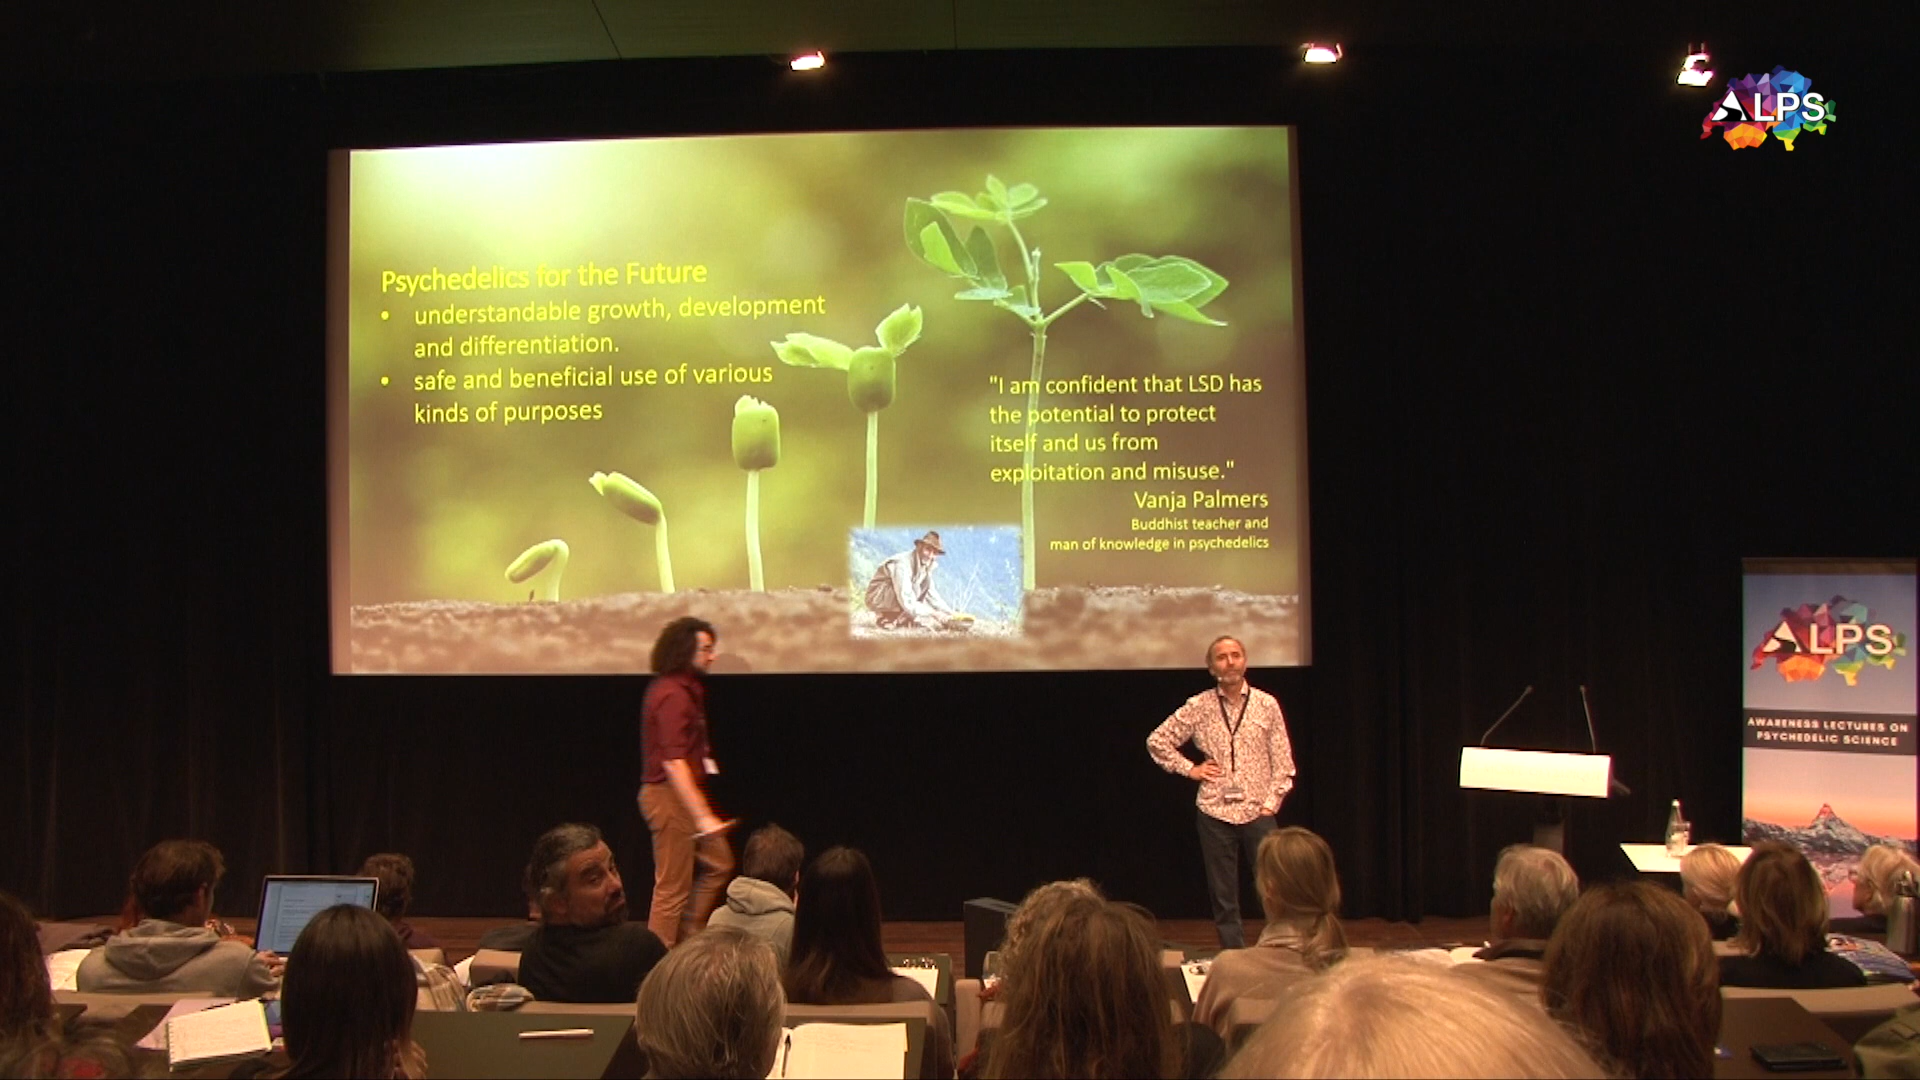 ALPS
Psychedelics for the Future
• understandable growth, development
and differentiation.
• safe and beneficial use of various
kinds of purposes
"I am confident that LSD has
the potential to protect
itself and us from
exploitation and misuse."
Vanja Palmers
Buddhist teacher and
man of knowledge in psychedelics
ALPS
AWARENESS LECTURES ON
PSYCHEDELIC SCIENCE